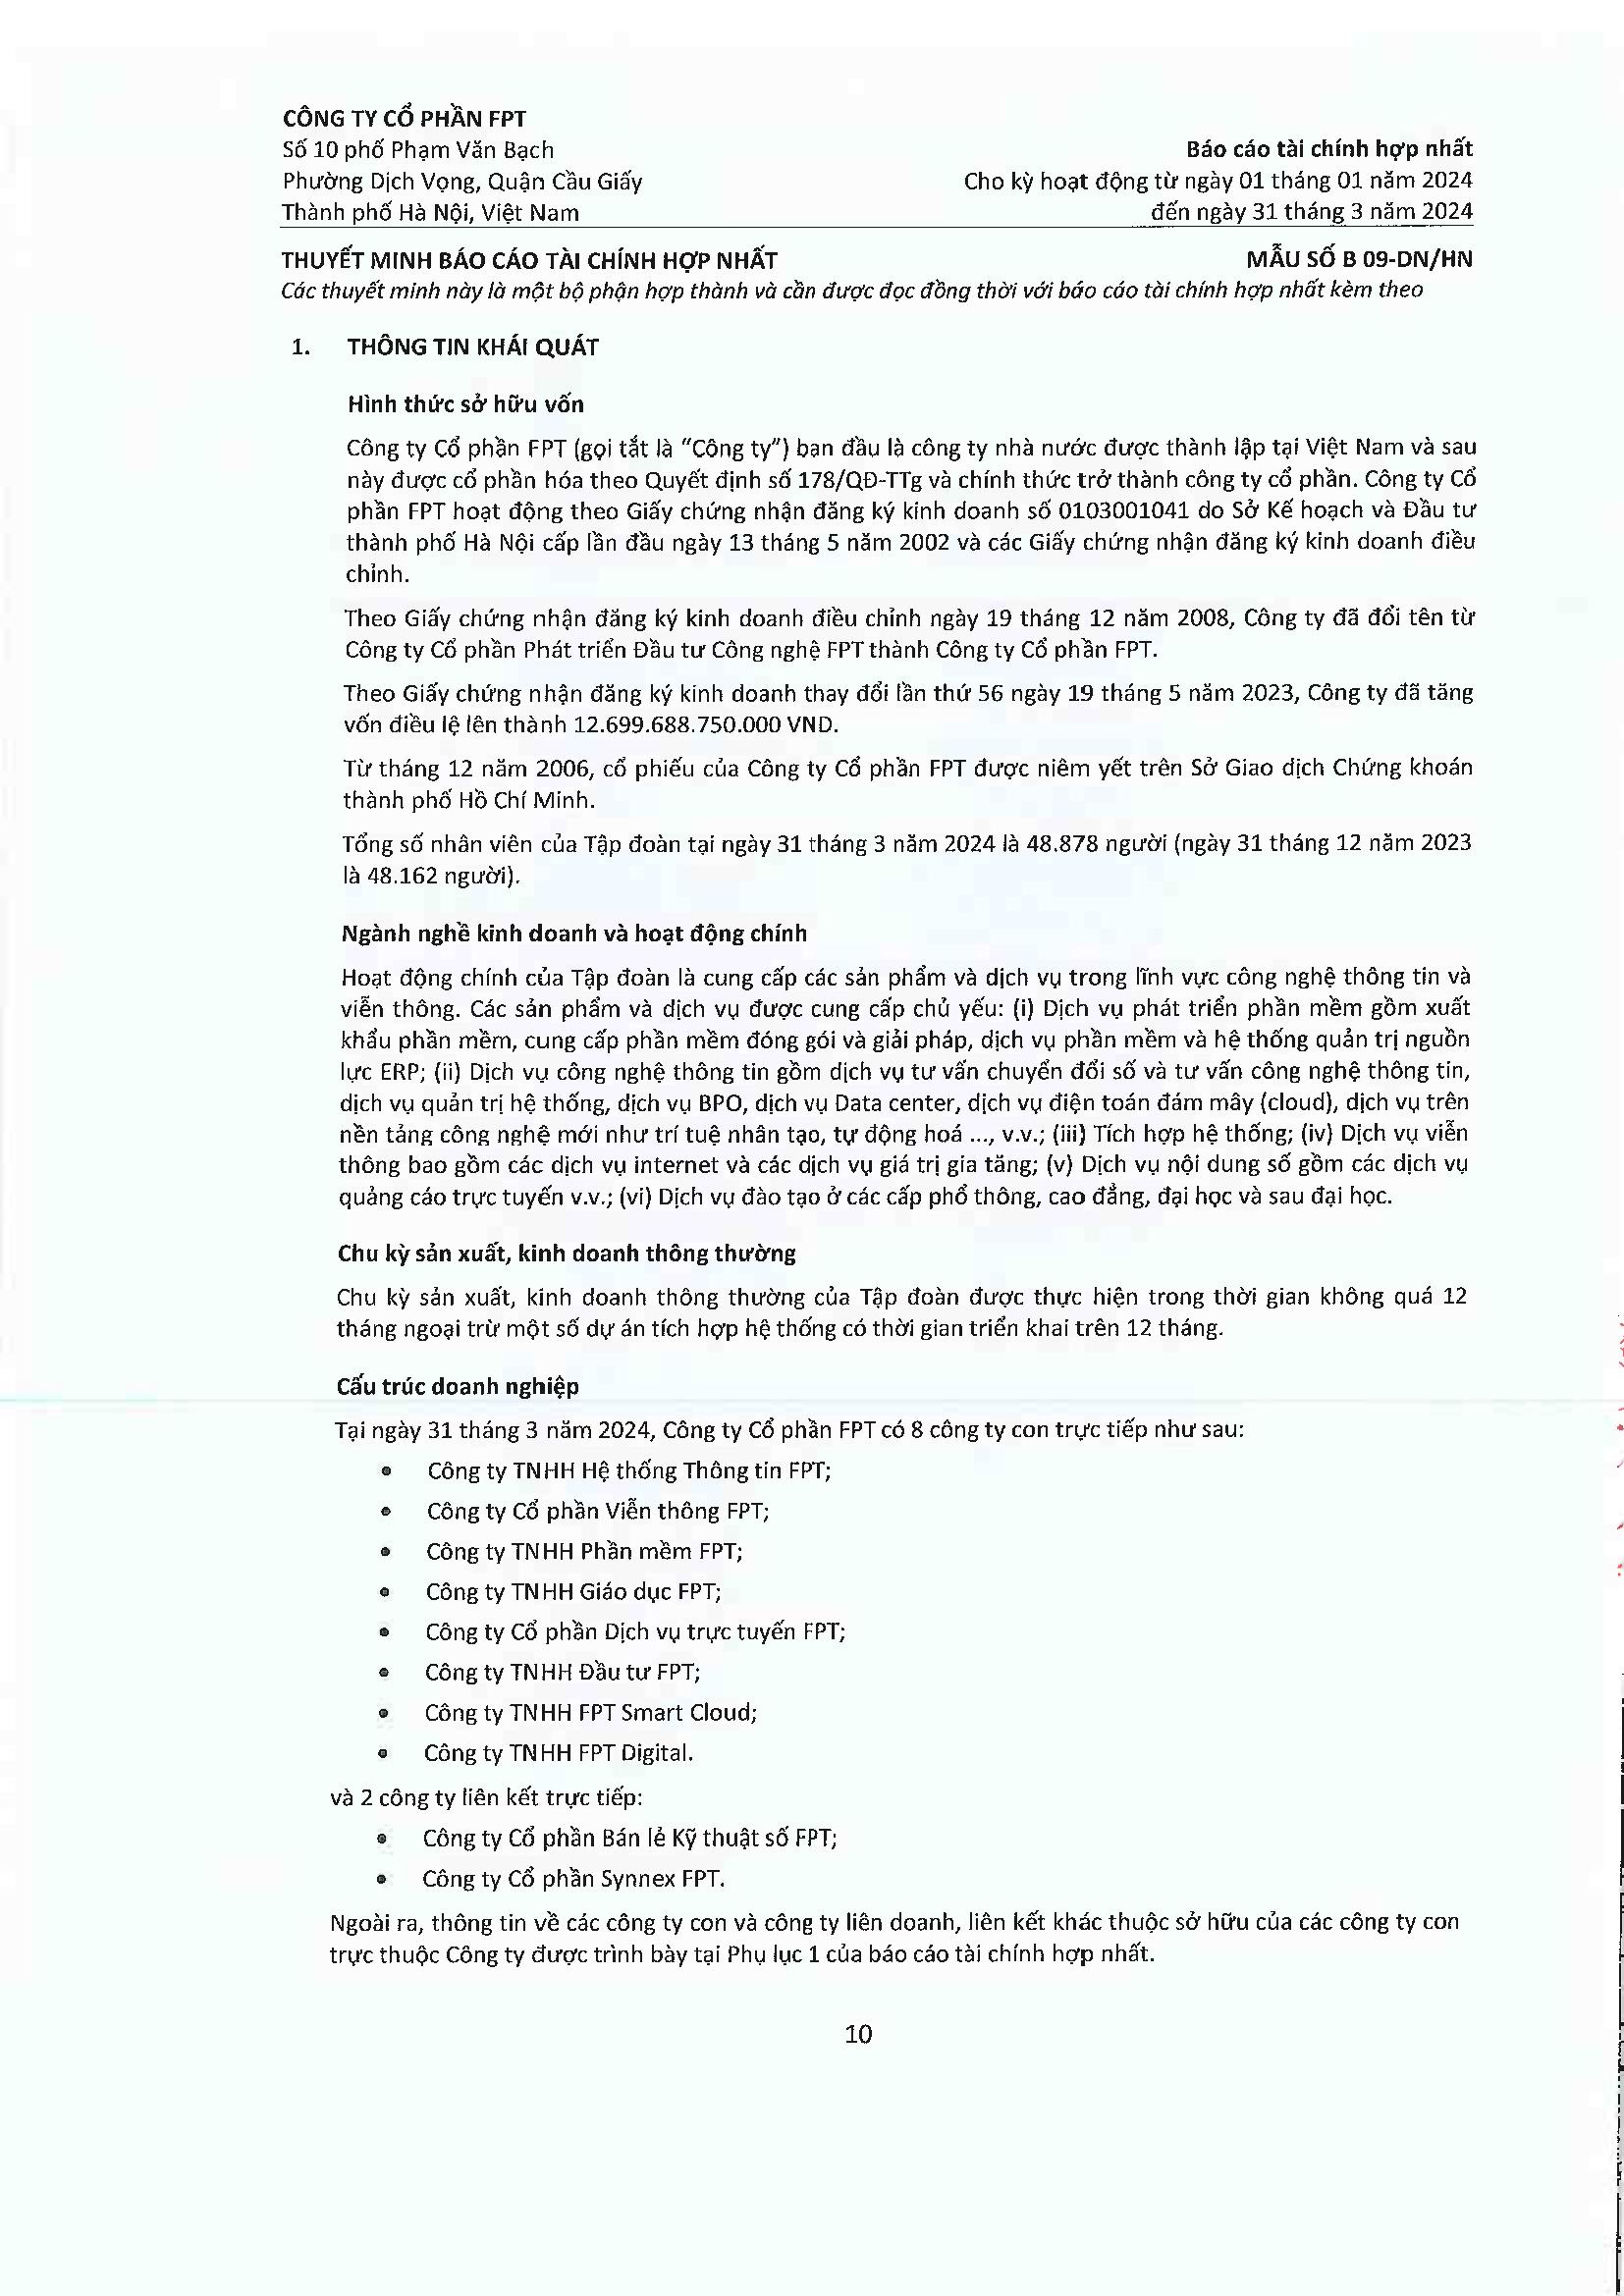 CÔNG TY CỔ PHẦN FPT
Số 10 phố Phạm Văn Bạch
Phường Dịch Vọng, Quận Cầu Giấy
Thành phố Hà Nội, Việt Nam
Báo cáo tài chính hợp nhất
Cho kỳ hoạt động từ ngày 01 tháng 01 năm 2024
đến ngày 31 tháng 3 năm 2024
THUYẾT MINH BÁO CÁO TÀI CHÍNH HỢP NHẤT
MẪU SỐ B 09-DN/HN
Các thuyết minh này là một bộ phận hợp thành và cần được đọc đồng thời với báo cáo tài chính hợp nhất kèm theo
1. THÔNG TIN KHÁI QUÁT
Hình thức sở hữu vốn
Công ty Cổ phần FPT (gọi tắt là "Công ty") ban đầu là công ty nhà nước được thành lập tại Việt Nam và sau
này được cổ phần hóa theo Quyết định số 178/QĐ-TTg và chính thức trở thành công ty cổ phần. Công ty Cổ
phần FPT hoạt động theo Giấy chứng nhận đăng ký kinh doanh số 0103001041 do Sở Kế hoạch và Đầu tư
thành phố Hà Nội cấp lần đầu ngày 13 tháng 5 năm 2002 và các Giấy chứng nhận đăng ký kinh doanh điều
chỉnh.
Theo Giấy chứng nhận đăng ký kinh doanh điều chỉnh ngày 19 tháng 12 năm 2008, Công ty đã đổi tên từ
Công ty Cổ phần Phát triển Đầu tư Công nghệ FPT thành Công ty Cổ phần FPT.
Theo Giấy chứng nhận đăng ký kinh doanh thay đổi lần thứ 56 ngày 19 tháng 5 năm 2023, Công ty đã tăng
vốn điều lệ lên thành 12.699.688.750.000 VND.
Từ tháng 12 năm 2006, cổ phiếu của Công ty Cổ phần FPT được niêm yết trên Sở Giao dịch Chứng khoán
thành phố Hồ Chí Minh.
Tổng số nhân viên của Tập đoàn tại ngày 31 tháng 3 năm 2024 là 48.878 người (ngày 31 tháng 12 năm 2023
là 48.162 người).
Ngành nghề kinh doanh và hoạt động chính
Hoạt động chính của Tập đoàn là cung cấp các sản phẩm và dịch vụ trong lĩnh vực công nghệ thông tin và
viễn thông. Các sản phẩm và dịch vụ được cung cấp chủ yếu: (i) Dịch vụ phát triển phần mềm gồm xuất
khẩu phần mềm, cung cấp phần mềm đóng gói và giải pháp, dịch vụ phần mềm và hệ thống quản trị nguồn
lực ERP; (ii) Dịch vụ công nghệ thông tin gồm dịch vụ tư vấn chuyển đổi số và tư vấn công nghệ thông tin,
dịch vụ quản trị hệ thống, dịch vụ BPO, dịch vụ Data center, dịch vụ điện toán đám mây (cloud), dịch vụ trên
nền tảng công nghệ mới như trí tuệ nhân tạo, tự động hoá ..., v.v.; (iii) Tích hợp hệ thống; (iv) Dịch vụ viễn
thông bao gồm các dịch vụ internet và các dịch vụ giá trị gia tăng; (v) Dịch vụ nội dung số gồm các dịch vụ
quảng cáo trực tuyến v.v.; (vi) Dịch vụ đào tạo ở các cấp phổ thông, cao đẳng, đại học và sau đại học.
Chu kỳ sản xuất, kinh doanh thông thường
Chu kỳ sản xuất, kinh doanh thông thường của Tập đoàn được thực hiện trong thời gian không quá 12
tháng ngoại trừ một số dự án tích hợp hệ thống có thời gian triển khai trên 12 tháng.
Cấu trúc doanh nghiệp
Tại ngày 31 tháng 3 năm 2024, Công ty Cổ phần FPT có 8 công ty con trực tiếp như sau:
• Công ty TNHH Hệ thống Thông tin FPT;
• Công ty Cổ phần Viễn thông FPT;
• Công ty TNHH Phần mềm FPT;
• Công ty TNHH Giáo dục FPT;
• Công ty Cổ phần Dịch vụ trực tuyến FPT;
• Công ty TNHH Đầu tư FPT;
• Công ty TNHH FPT Smart Cloud;
• Công ty TNHH FPT Digital.
và 2 công ty liên kết trực tiếp:
• Công ty Cổ phần Bán lẻ Kỹ thuật số FPT;
• Công ty Cổ phần Synnex FPT.
Ngoài ra, thông tin về các công ty con và công ty liên doanh, liên kết khác thuộc sở hữu của các công ty con
trực thuộc Công ty được trình bày tại Phụ lục 1 của báo cáo tài chính hợp nhất.
10